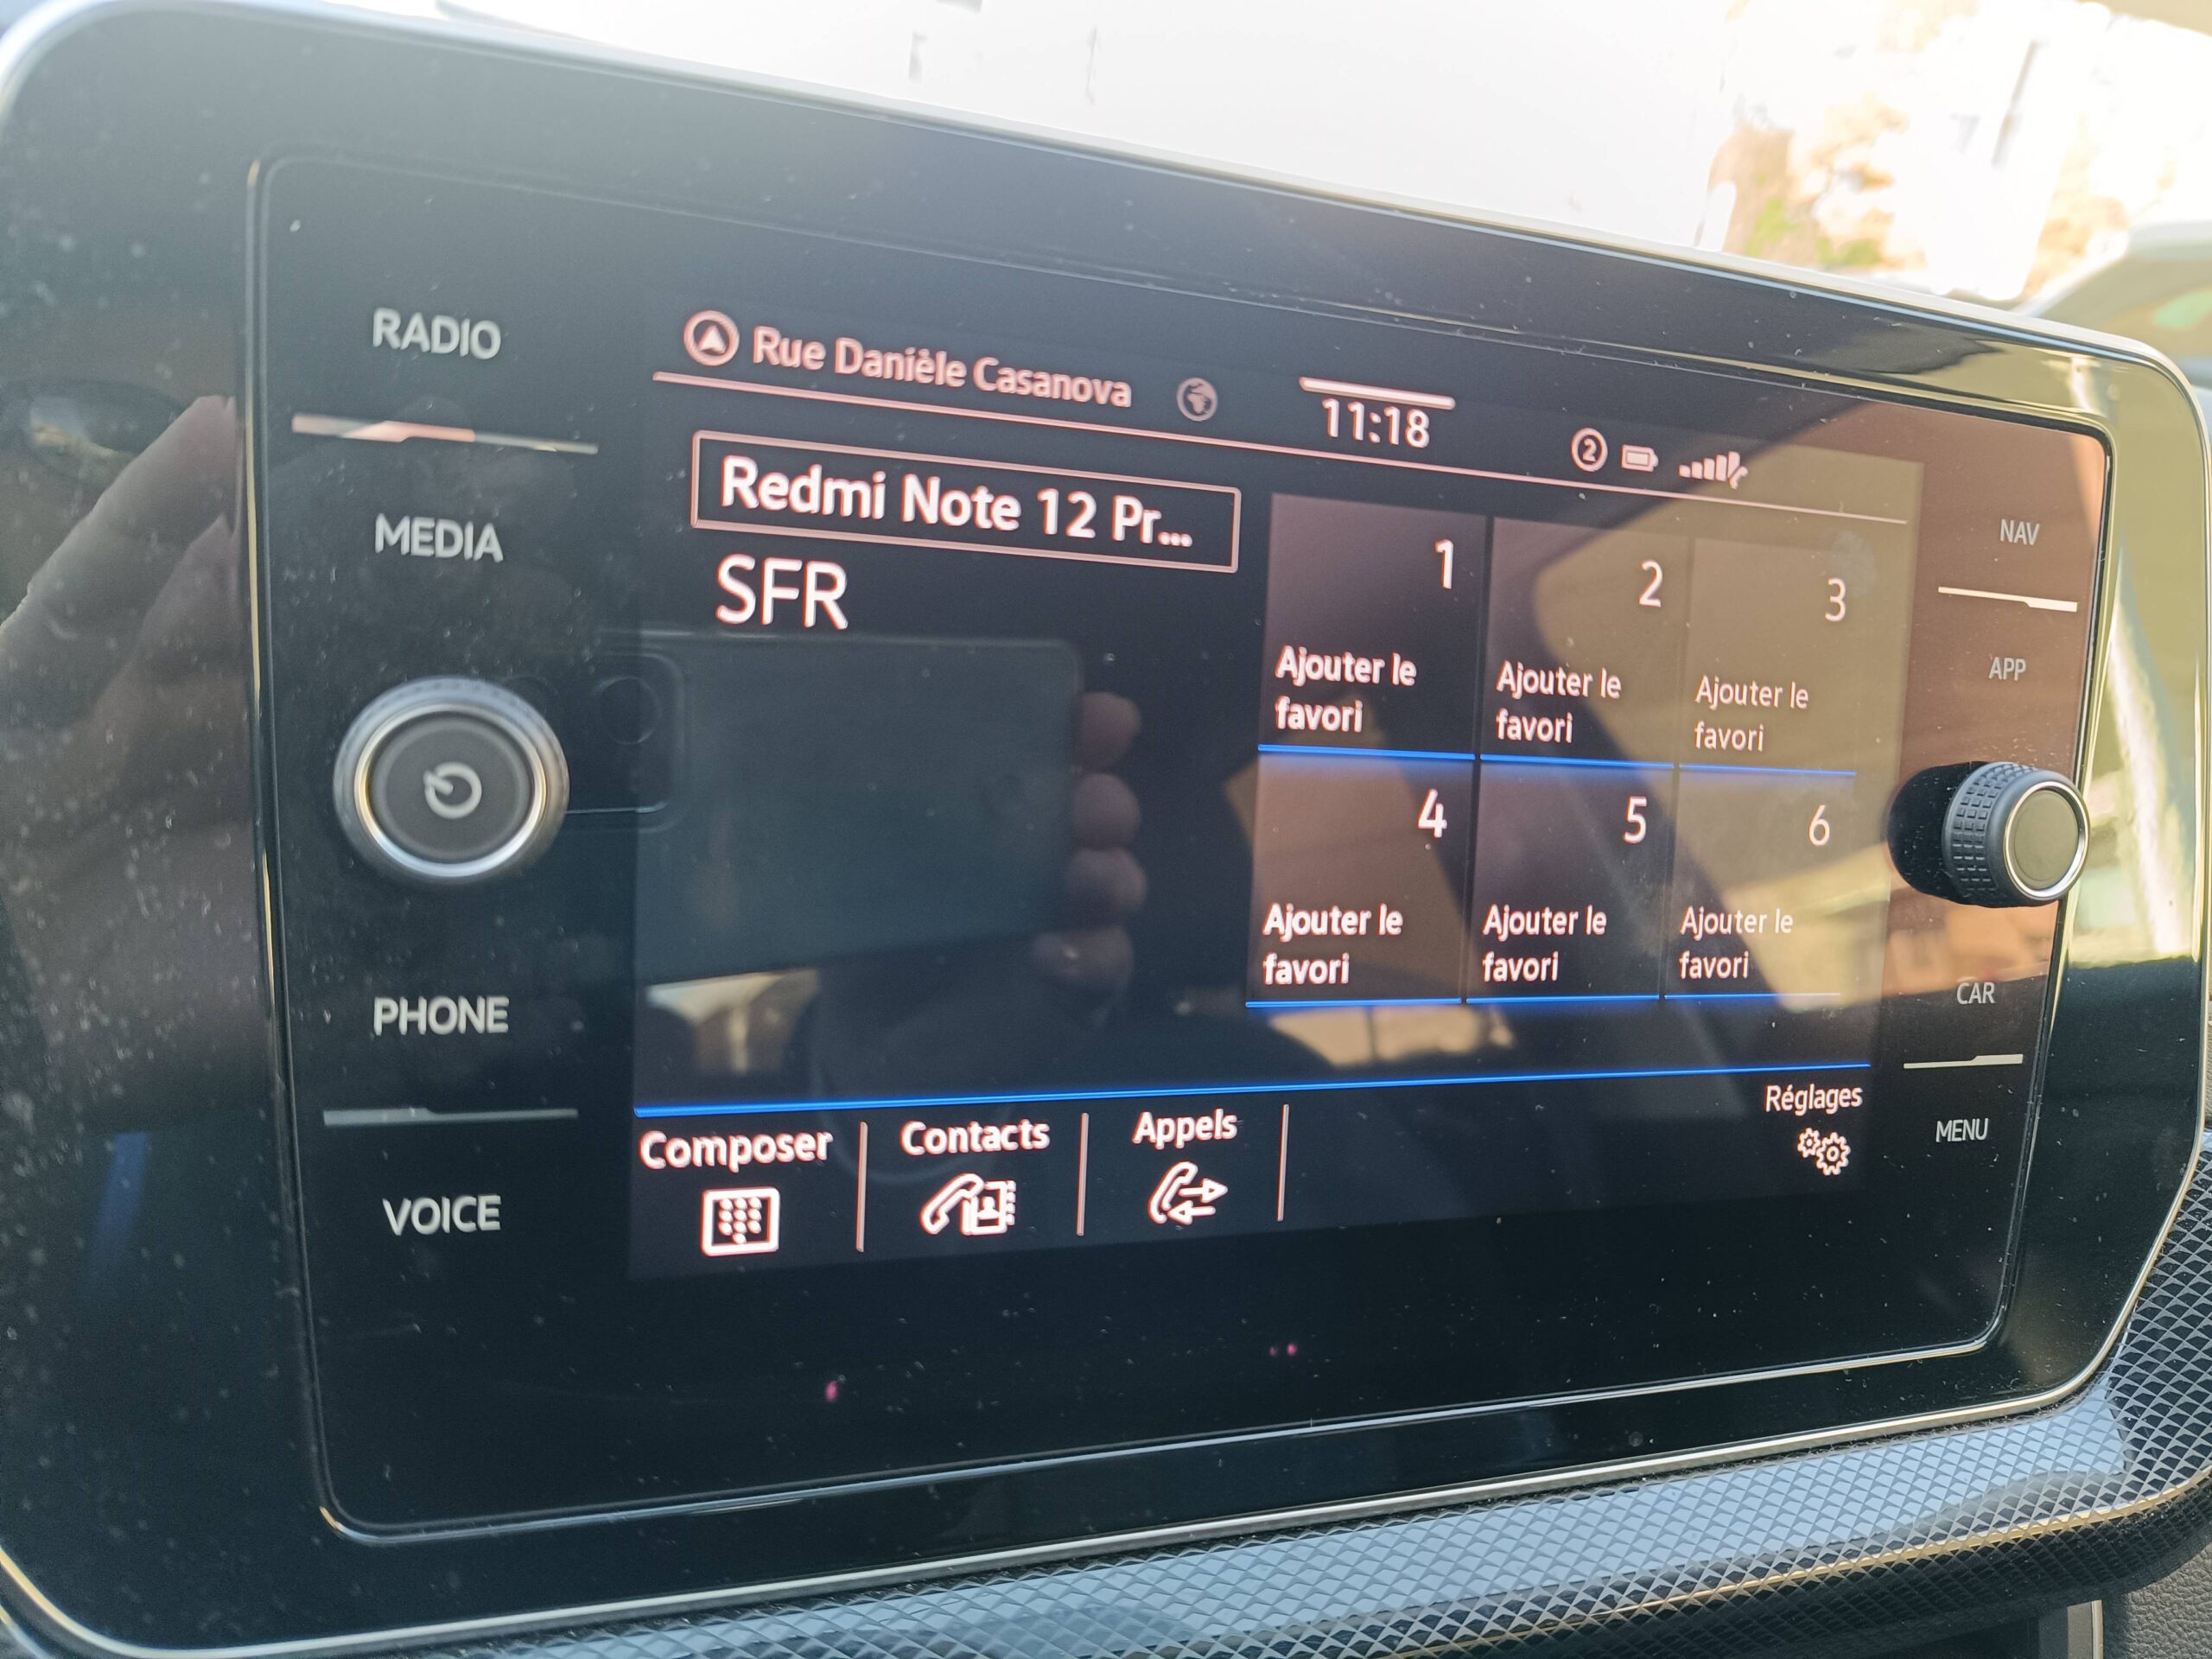 RADIO
MEDIA
PHONE
VOICE
Rue Danièle Casanova
11:18
2
Redmi Note 12 Pr...
SFR
1
Ajouter le
favori
2
Ajouter le
favori
3
Ajouter le
favori
4
Ajouter le
favori
5
Ajouter le
favori
6
Ajouter le
favori
Composer
Contacts
Appels
Réglages
NAV
APP
CAR
MENU